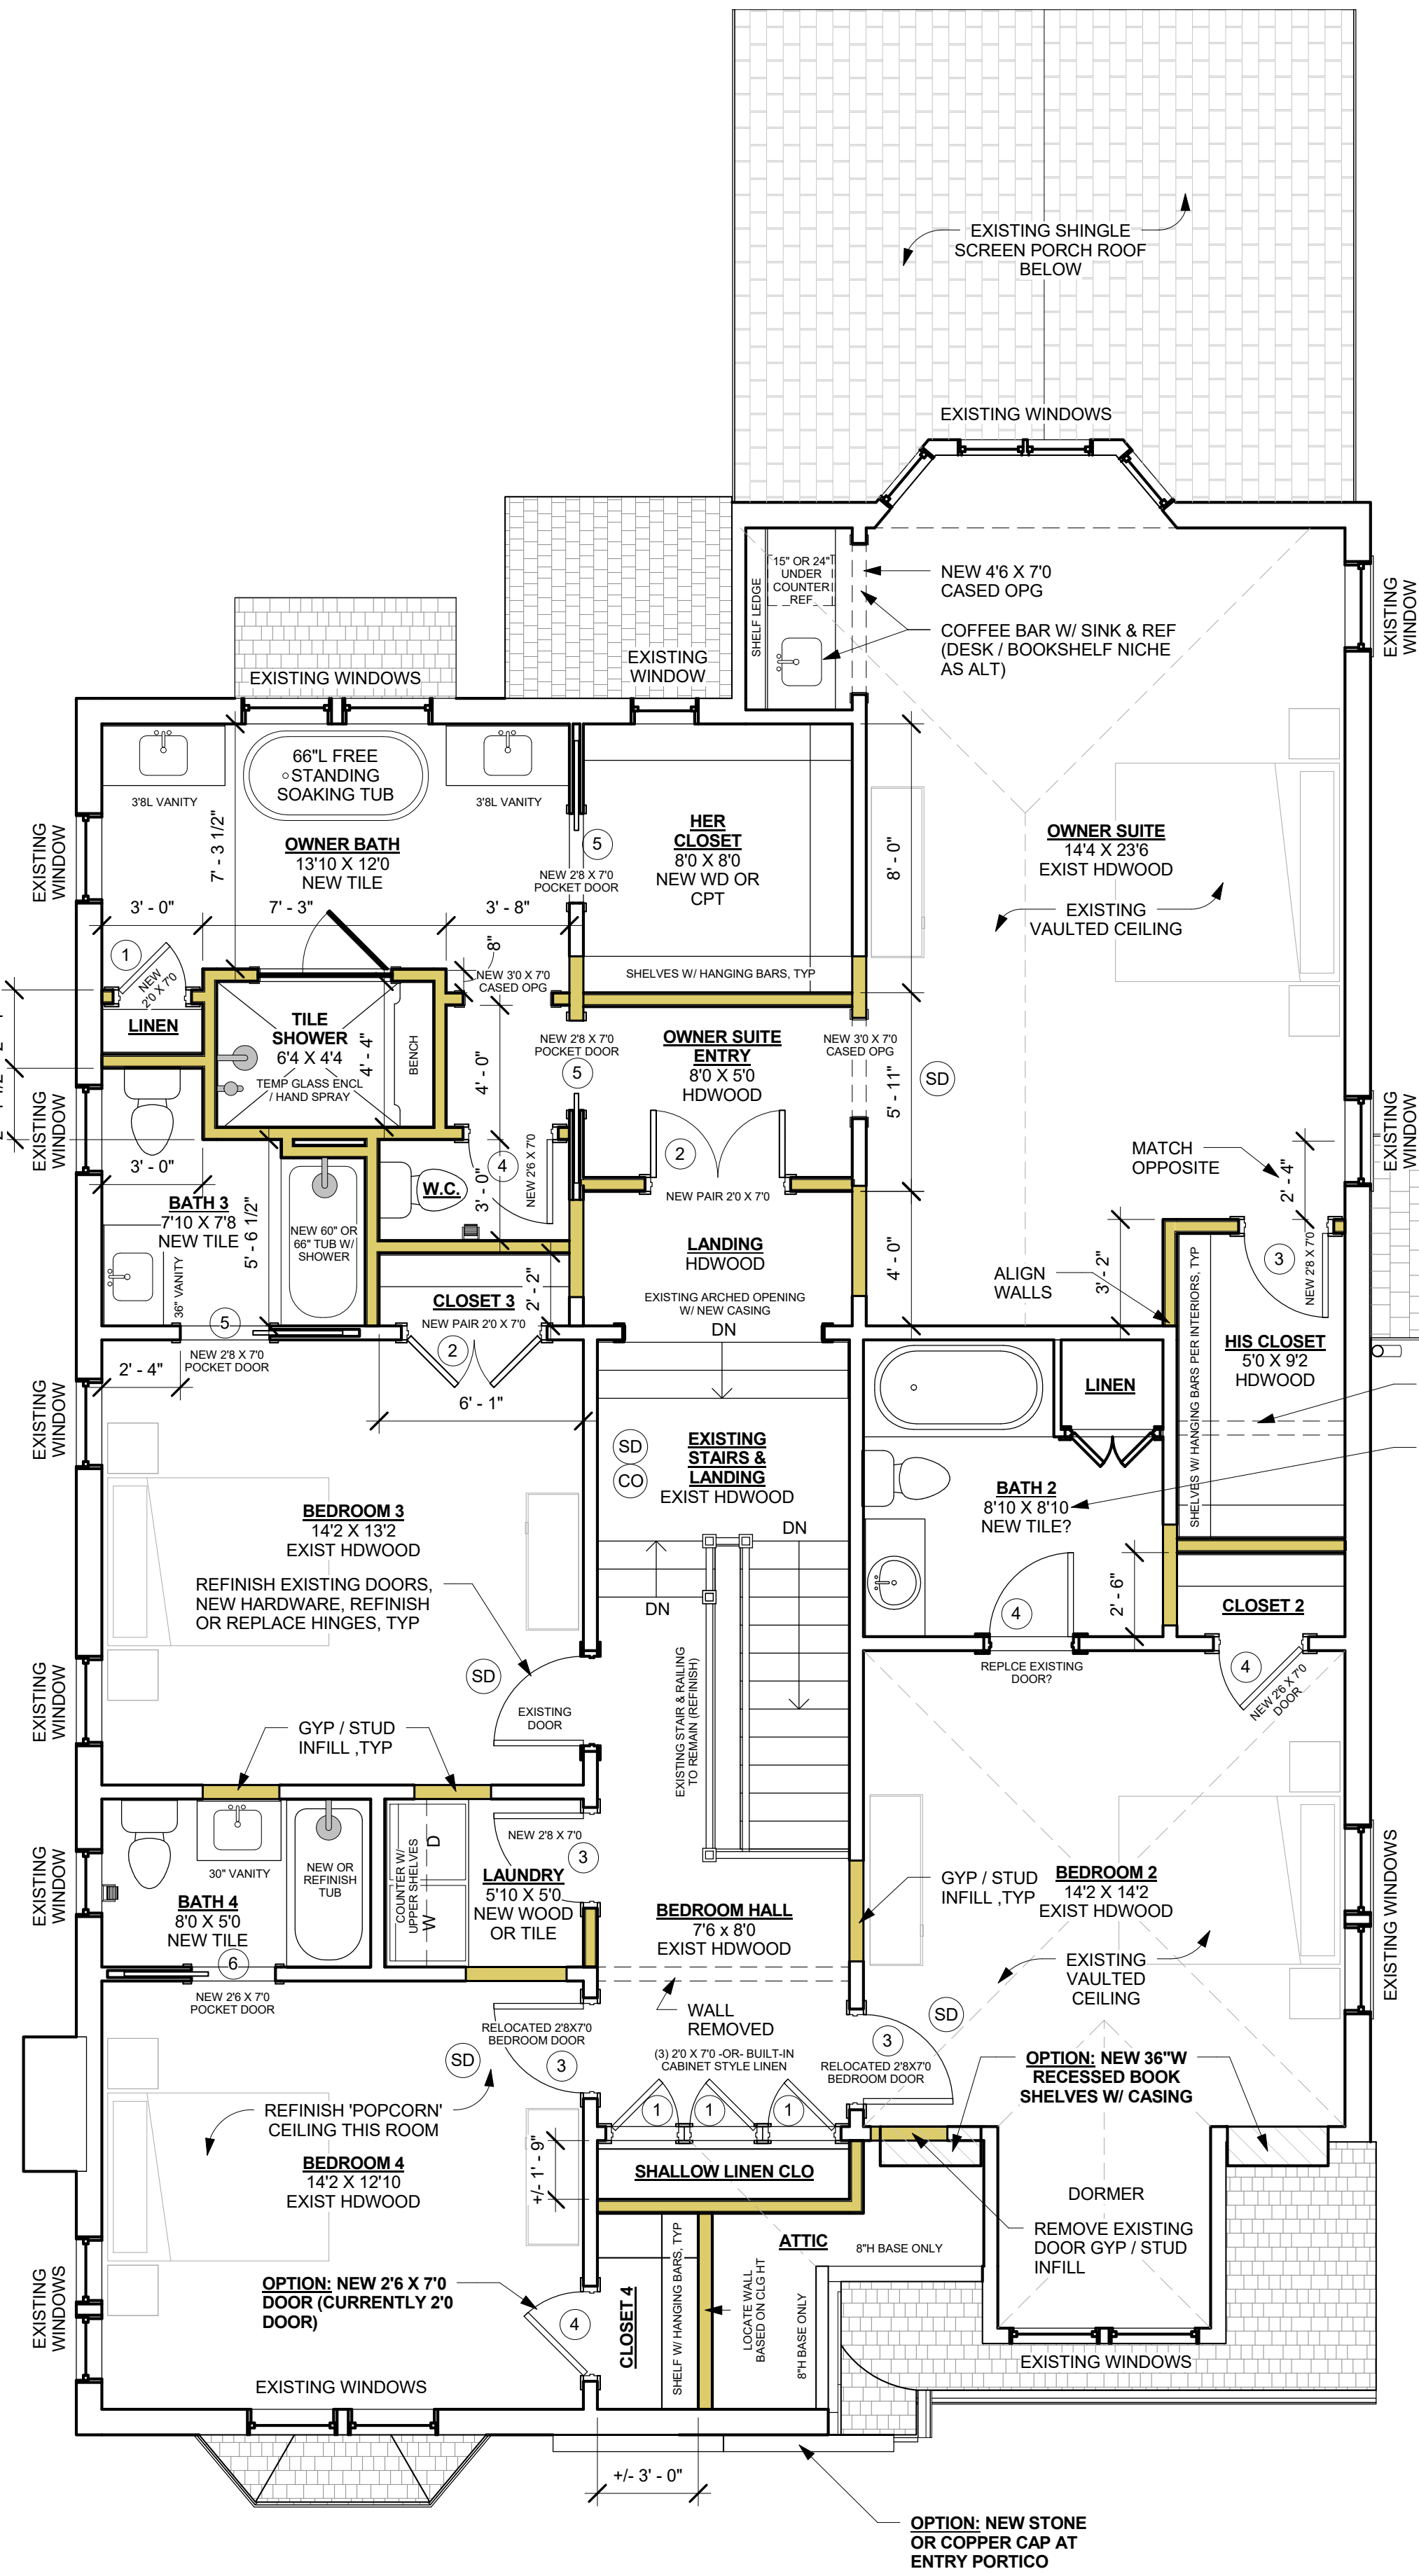 EXISTING SHINGLE
SCREEN PORCH ROOF
BELOW
EXISTING WINDOWS
15" OR 24"
UNDER
COUNTER
REF
SHELF LEDGE
NEW 4'6 X 7'0
CASED OPG
COFFEE BAR W/ SINK & REF
(DESK / BOOKSHELF NICHE
AS ALT)
EXISTING
WINDOW
EXISTING
WINDOW
EXISTING WINDOWS
66"L FREE
STANDING
SOAKING TUB
3'8L VANITY
3'8L VANITY
OWNER BATH
13'10 X 12'0
NEW TILE
7' - 3 1/2"
EXISTING
WINDOW
3' - 0"
7' - 3"
3' - 8"
5
NEW 2'8 X 7'0
POCKET DOOR
HER
CLOSET
8'0 X 8'0
NEW WD OR
CPT
SHELVES W/ HANGING BARS, TYP
8' - 0"
OWNER SUITE
14'4 X 23'6
EXIST HDWOOD
EXISTING
VAULTED CEILING
1
NEW
2'0 X 7'0
LINEN
8"
NEW 3'0 X 7'0
CASED OPG
TILE
SHOWER
6'4 X 4'4
TEMP GLASS ENCL
/ HAND SPRAY
4' - 4"
BENCH
4' - 0"
NEW 2'8 X 7'0
POCKET DOOR
5
OWNER SUITE
ENTRY
8'0 X 5'0
HDWOOD
NEW 3'0 X 7'0
CASED OPG
5' - 11"
SD
EXISTING
WINDOW
EXISTING
WINDOW
MATCH
OPPOSITE
2' - 4"
2
NEW PAIR 2'0 X 7'0
3' - 0"
BATH 3
7'10 X 7'8
NEW TILE
5' - 6 1/2"
36" VANITY
NEW 60" OR
66" TUB W/
SHOWER
W.C.
3' - 0"
4
NEW 2'6 X 7'0
LANDING
HDWOOD
EXISTING ARCHED OPENING
W/ NEW CASING
DN
4' - 0"
ALIGN
WALLS
3' - 2"
3
NEW 2'8 X 7'0
SHELVES W/ HANGING BARS PER INTERIORS, TYP
HIS CLOSET
5'0 X 9'2
HDWOOD
CLOSET 3
NEW PAIR 2'0 X 7'0
2' - 2"
2
6' - 1"
5
NEW 2'8 X 7'0
POCKET DOOR
2' - 4"
EXISTING
WINDOW
SD
CO
EXISTING
STAIRS &
LANDING
EXIST HDWOOD
DN
DN
EXISTING STAIR & RAILING
TO REMAIN (REFINISH)
LINEN
BATH 2
8'10 X 8'10
NEW TILE?
2' - 6"
4
REPLCE EXISTING
DOOR?
CLOSET 2
4
NEW 2'6 X 7'0
DOOR
BEDROOM 3
14'2 X 13'2
EXIST HDWOOD
REFINISH EXISTING DOORS,
NEW HARDWARE, REFINISH
OR REPLACE HINGES, TYP
SD
EXISTING
DOOR
EXISTING
WINDOW
GYP / STUD
INFILL ,TYP
EXISTING
WINDOW
30" VANITY
BATH 4
8'0 X 5'0
NEW TILE
NEW OR
REFINISH
TUB
COUNTER W/
UPPER SHELVES
D
W
NEW 2'8 X 7'0
3
LAUNDRY
5'10 X 5'0
NEW WOOD
OR TILE
6
NEW 2'6 X 7'0
POCKET DOOR
BEDROOM HALL
7'6 x 8'0
EXIST HDWOOD
WALL
REMOVED
(3) 2'0 X 7'0 -OR- BUILT-IN
CABINET STYLE LINEN
1
1
1
GYP / STUD
INFILL ,TYP
BEDROOM 2
14'2 X 14'2
EXIST HDWOOD
EXISTING
VAULTED
CEILING
EXISTING WINDOWS
SD
3
RELOCATED 2'8X7'0
BEDROOM DOOR
OPTION: NEW 36"W
RECESSED BOOK
SHELVES W/ CASING
RELOCATED 2'8X7'0
BEDROOM DOOR
3
SD
REFINISH 'POPCORN'
CEILING THIS ROOM
BEDROOM 4
14'2 X 12'10
EXIST HDWOOD
+/- 1' - 9"
SHALLOW LINEN CLO
DORMER
REMOVE EXISTING
DOOR GYP / STUD
INFILL
ATTIC
8"H BASE ONLY
8"H BASE ONLY
LOCATE WALL
BASED ON CLG HT
SHELF W/ HANGING BARS, TYP
CLOSET 4
OPTION: NEW 2'6 X 7'0
DOOR (CURRENTLY 2'0
DOOR)
4
EXISTING
WINDOWS
EXISTING WINDOWS
EXISTING WINDOWS
+/- 3' - 0"
OPTION: NEW STONE
OR COPPER CAP AT
ENTRY PORTICO